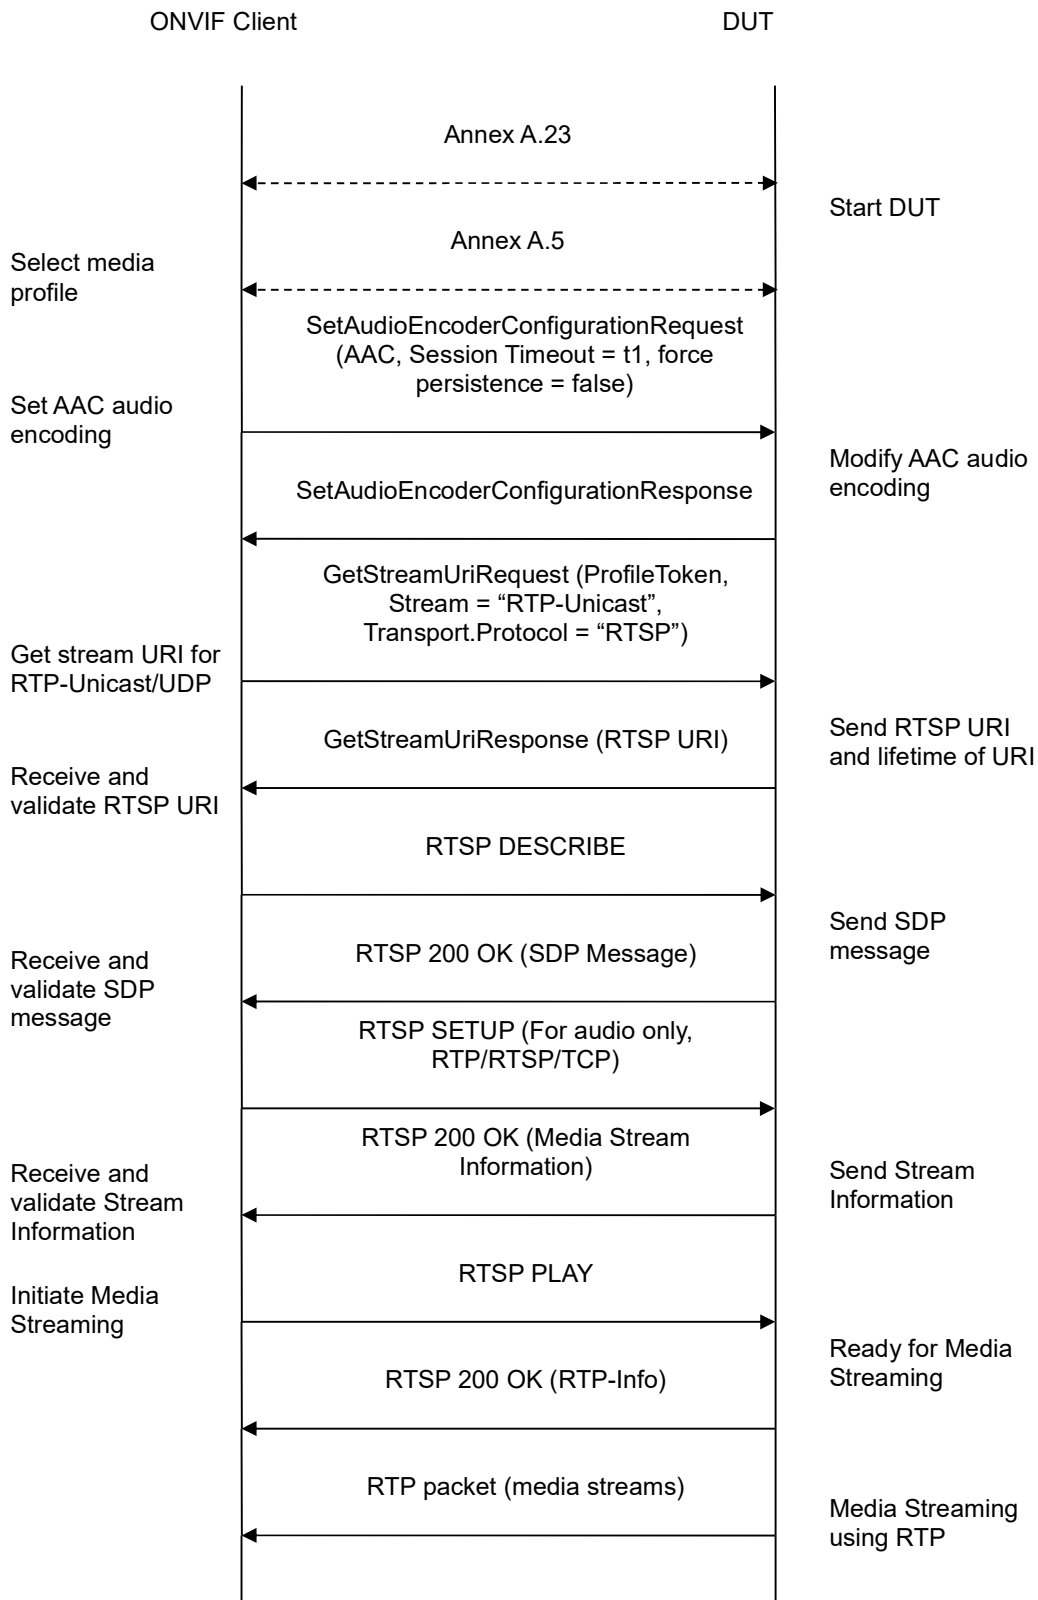 ONVIF Client
DUT
Annex A.23
Start DUT
Annex A.5
Select media
profile
SetAudioEncoderConfigurationRequest
(AAC, Session Timeout = t1, force
persistence = false)
Set AAC audio
encoding
Modify AAC audio
encoding
SetAudioEncoderConfigurationResponse
GetStreamUriRequest (ProfileToken,
Stream = “RTP-Unicast”,
Transport.Protocol = “RTSP”)
Get stream URI for
RTP-Unicast/UDP
Send RTSP URI
and lifetime of URI
GetStreamUriResponse (RTSP URI)
Receive and
validate RTSP URI
RTSP DESCRIBE
Send SDP
message
RTSP 200 OK (SDP Message)
Receive and
validate SDP
message
RTSP SETUP (For audio only,
RTP/RTSP/TCP)
RTSP 200 OK (Media Stream
Information)
Receive and
validate Stream
Information
Send Stream
Information
RTSP PLAY
Initiate Media
Streaming
Ready for Media
Streaming
RTSP 200 OK (RTP-Info)
RTP packet (media streams)
Media Streaming
using RTP